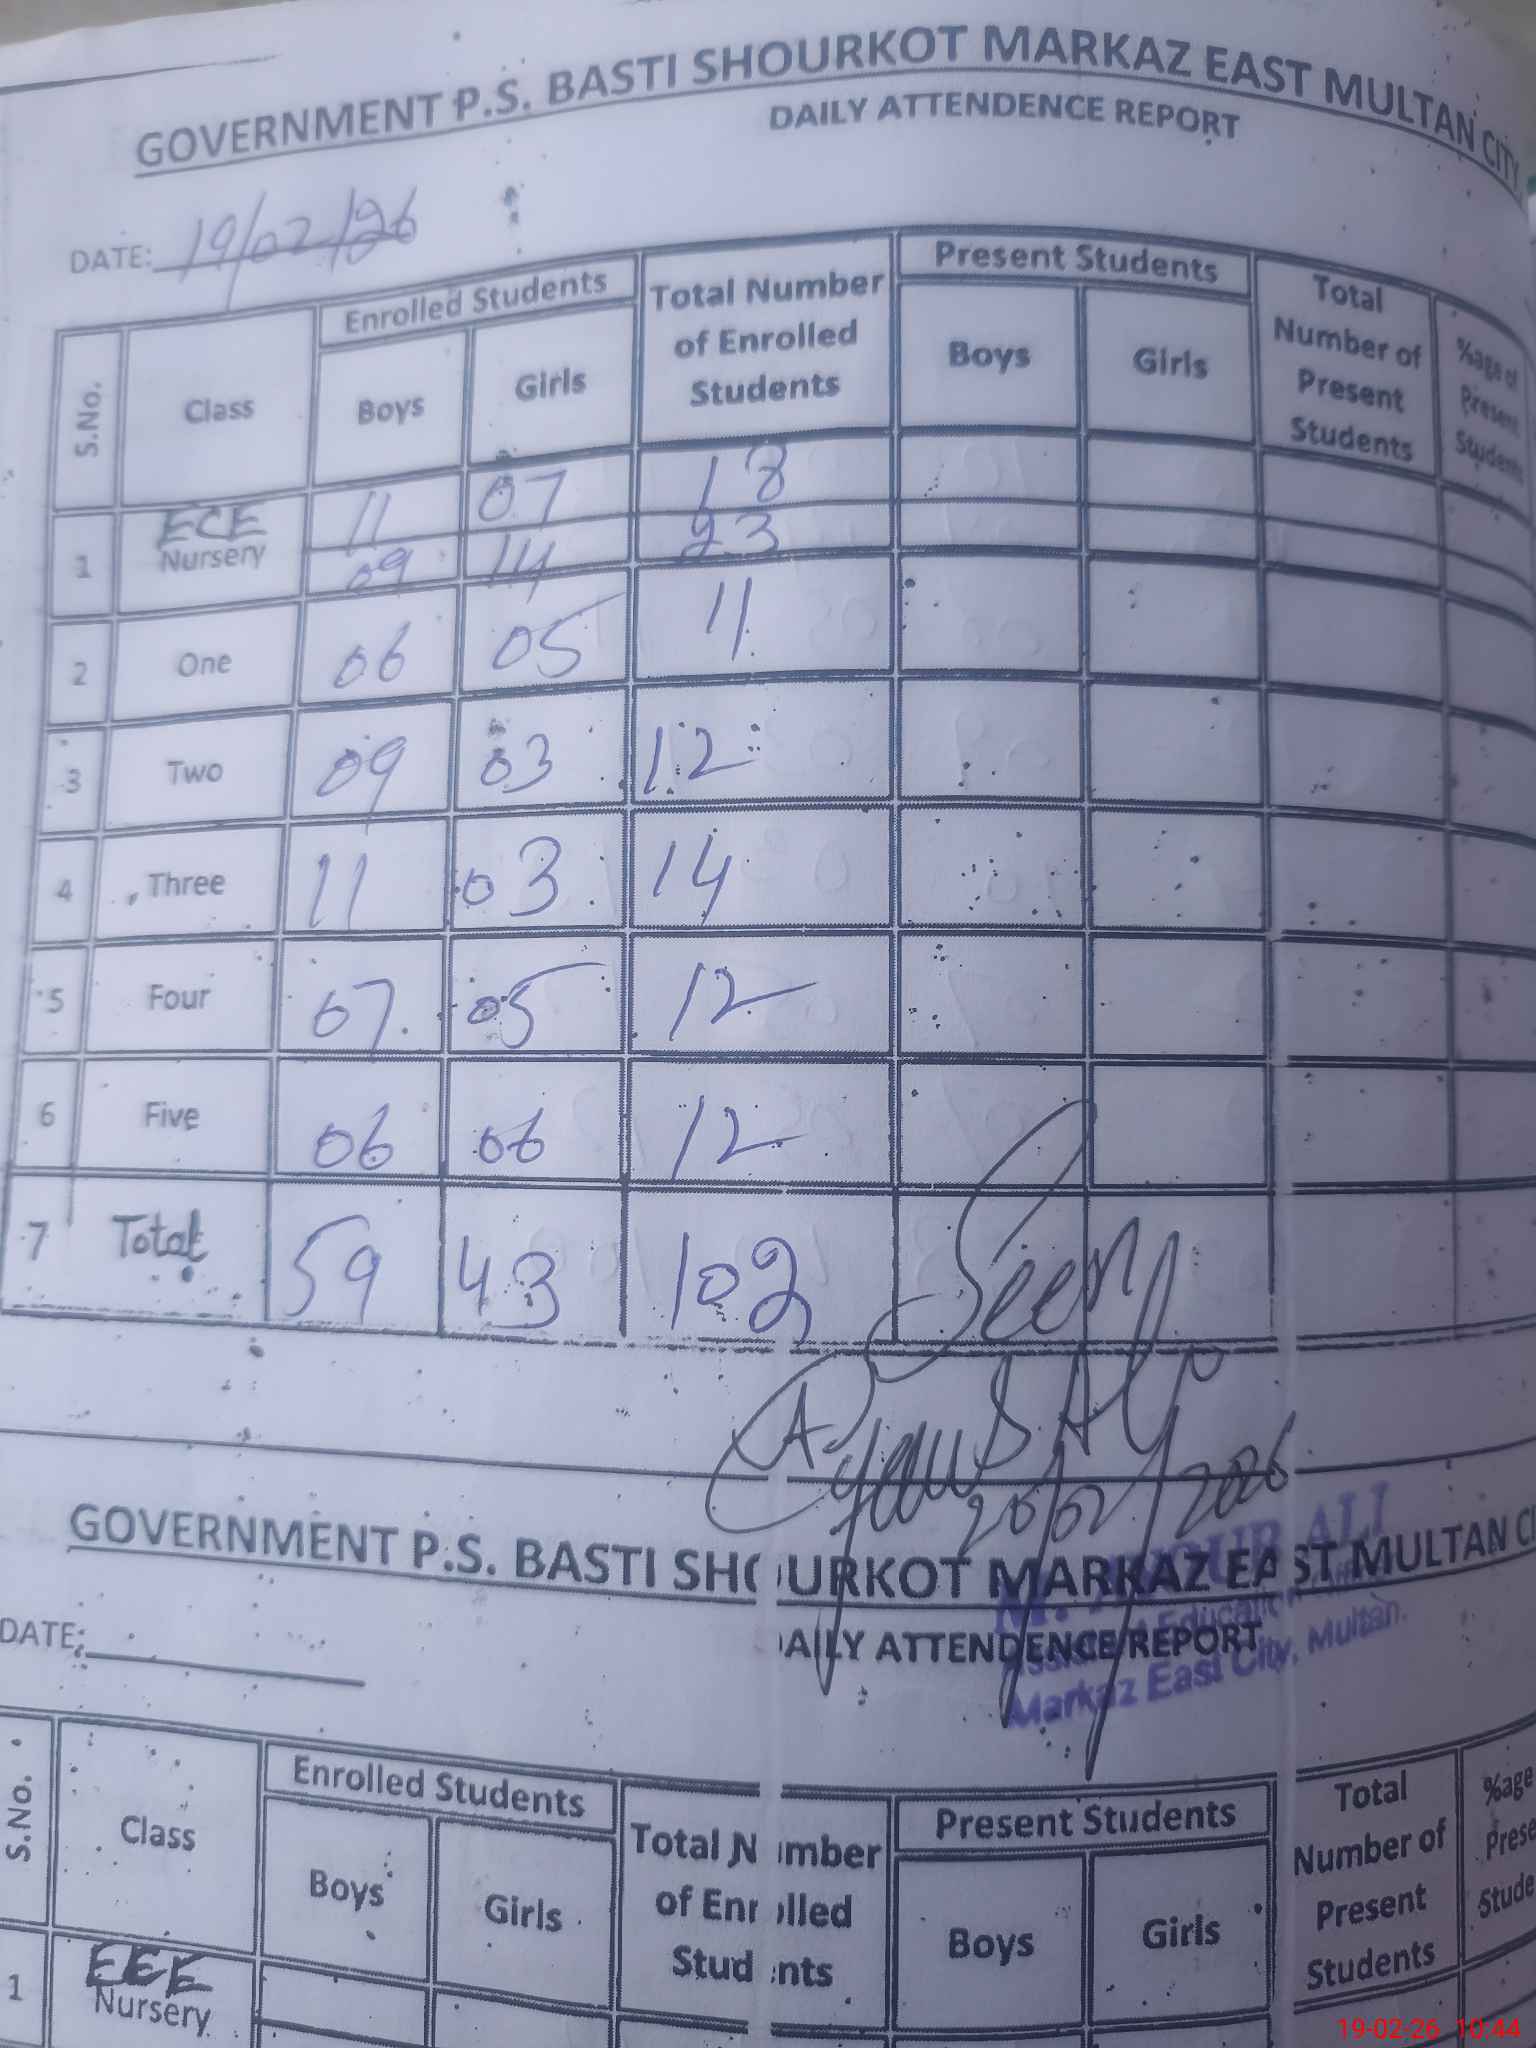 GOVERNMENT P.S. BASTI SHOURKOT MARKAZ EAST MULTAN CITY
DAILY ATTENDENCE REPORT
DATE: 19/02/26
S.No. Class Enrolled Students Boys Girls Total Number of Enrolled Students Present Students Boys Girls Total Number of Present Students %age of Present Students
ECE 11 07 18
1 Nursery 09 14 23
2 One 06 05 11
3 Two 09 03 12
4 Three 11 03 14
5 Four 07 05 12
6 Five 06 06 12
7 Total 59 43 102
Seen
20/02/2026
GOVERNMENT P.S. BASTI SHOURKOT MARKAZ EAST MULTAN C
DATE:
DAILY ATTENDENCE REPORT
ALI
Education
Markaz East City, Multan.
S.No. Class Enrolled Students Boys Girls Total Number of Enrolled Students Present Students Boys Girls Total Number of Present Students %age
EEE
1 Nursery
19-02-26 10:44